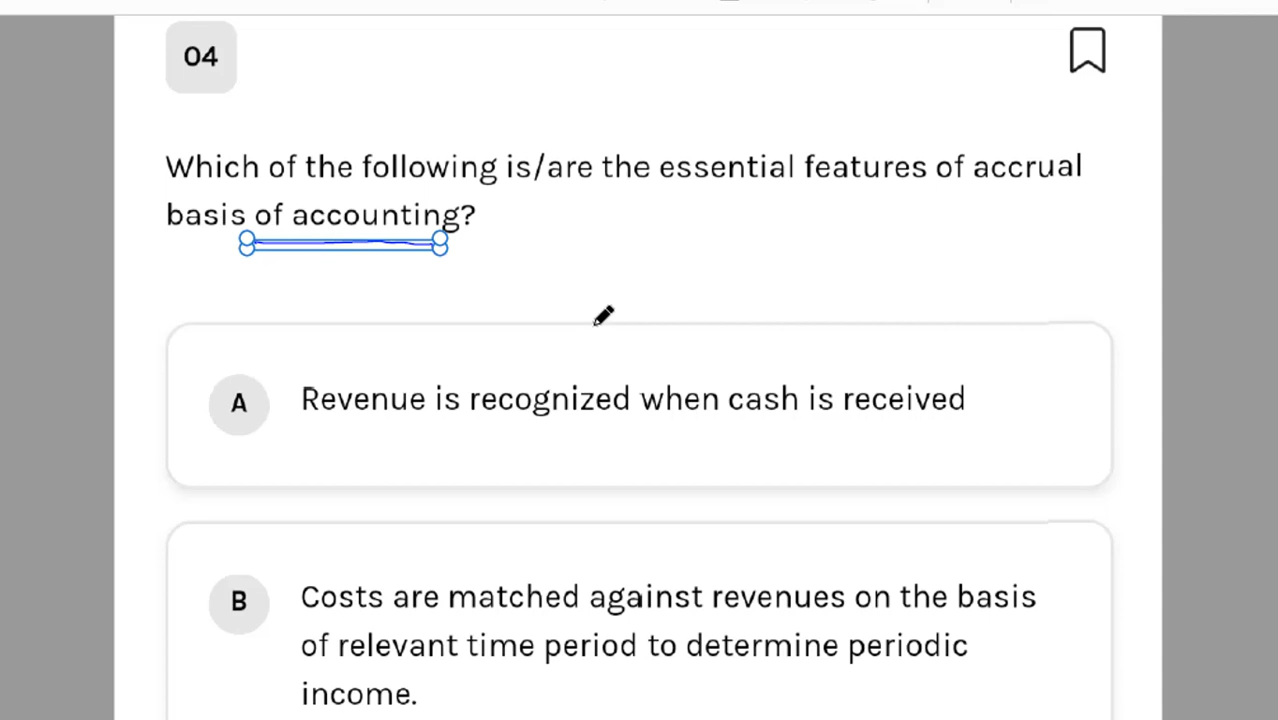 04
Which of the following is/are the essential features of accrual
basis of accounting?
A
Revenue is recognized when cash is received
B
Costs are matched against revenues on the basis
of relevant time period to determine periodic
income.